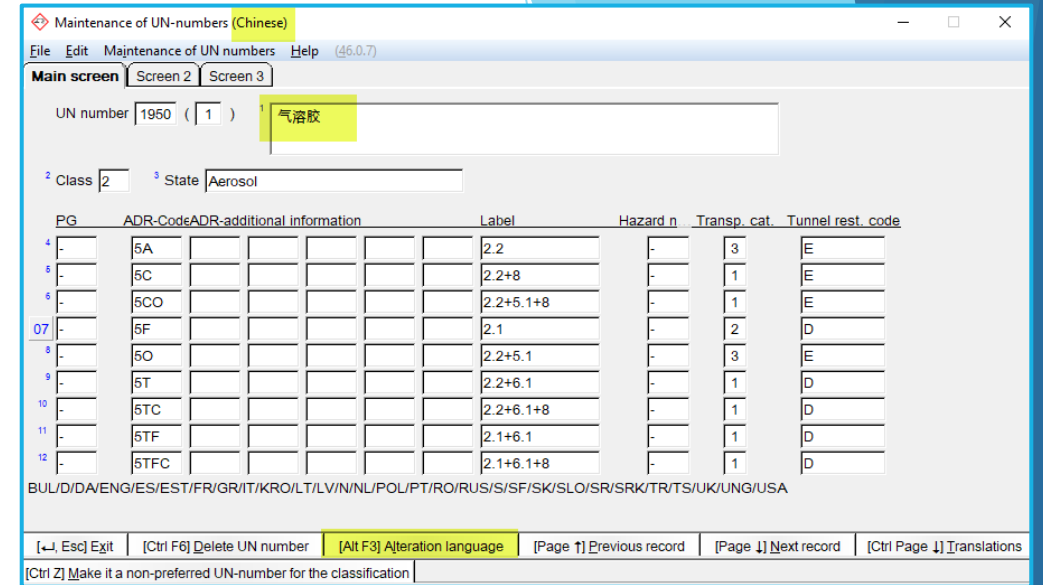 Maintenance of UN-numbers (Chinese)
File Edit Maintenance of UN numbers Help (46.0.7)
Main screen Screen 2 Screen 3
UN number 1950 ( 1 ) 1 气溶胶
2 Class 2 3 State Aerosol
PG ADR-Code ADR-additional information Label Hazard n... Transp. cat. Tunnel rest. code
4 - 5A 2.2 - 3 E
5 - 5C 2.2+8 - 1 E
6 - 5CO 2.2+5.1+8 - 1 E
07 - 5F 2.1 - 2 D
8 - 5O 2.2+5.1 - 3 E
9 - 5T 2.2+6.1 - 1 D
10 - 5TC 2.2+6.1+8 - 1 D
11 - 5TF 2.1+6.1 - 1 D
12 - 5TFC 2.1+6.1+8 - 1 D
BUL/D/DA/ENG/ES/EST/FR/GR/IT/KRO/LT/LV/N/NL/POL/PT/RO/RUS/S/SF/SK/SLO/SR/SRK/TR/TS/UK/UNG/USA
[↵, Esc] Exit [Ctrl F6] Delete UN number [Alt F3] Alteration language [Page ↑] Previous record [Page ↓] Next record [Ctrl Page ↓] Translations
[Ctrl Z] Make it a non-preferred UN-number for the classification